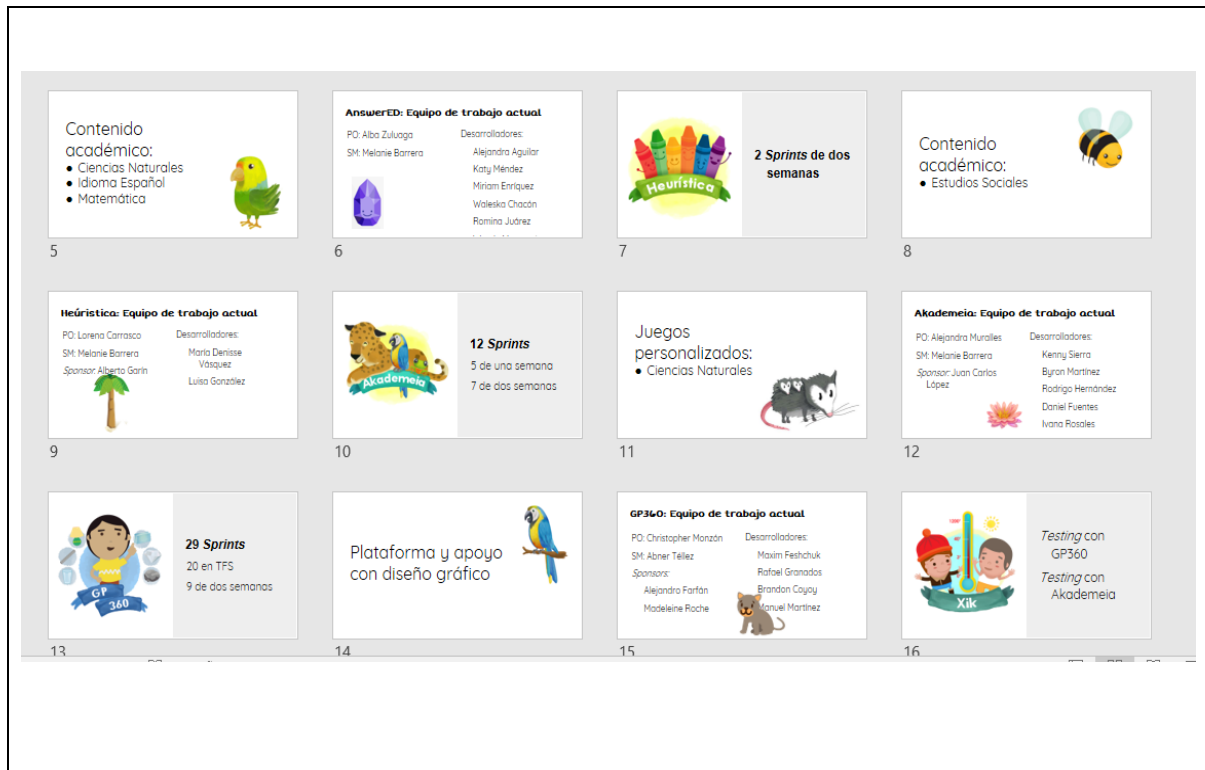 Contenido
académico:
● Ciencias Naturales
● Idioma Español
● Matemática
5
AnswerED: Equipo de trabajo actual
PO: Alba Zuluaga
SM: Melanie Barrera
Desarrolladores:
Alejandra Aguilar
Katy Méndez
Miriam Enríquez
Waleska Chacón
Romina Juárez
6
Heurística
2 Sprints de dos
semanas
7
Contenido
académico:
● Estudios Sociales
8
Heúristica: Equipo de trabajo actual
PO: Lorena Carrasco
SM: Melanie Barrera
Sponsor: Alberto Garín
Desarrolladores:
María Denisse
Vásquez
Luisa González
9
Akademeia
12 Sprints
5 de una semana
7 de dos semanas
10
Juegos
personalizados:
● Ciencias Naturales
11
Akademeia: Equipo de trabajo actual
PO: Alejandra Muralles
SM: Melanie Barrera
Sponsor: Juan Carlos
López
Desarrolladores:
Kenny Sierra
Byron Martínez
Rodrigo Hernández
Daniel Fuentes
Ivana Rosales
12
GP
360
29 Sprints
20 en TFS
9 de dos semanas
13
Plataforma y apoyo
con diseño gráfico
14
GP360: Equipo de trabajo actual
PO: Christopher Monzón
SM: Abner Téllez
Sponsors:
Alejandro Farfán
Madeleine Roche
Desarrolladores:
Maxim Feshchuk
Rafael Granados
Brandon Coyoy
Manuel Martínez
15
Xik
Testing con
GP360
Testing con
Akademeia
16